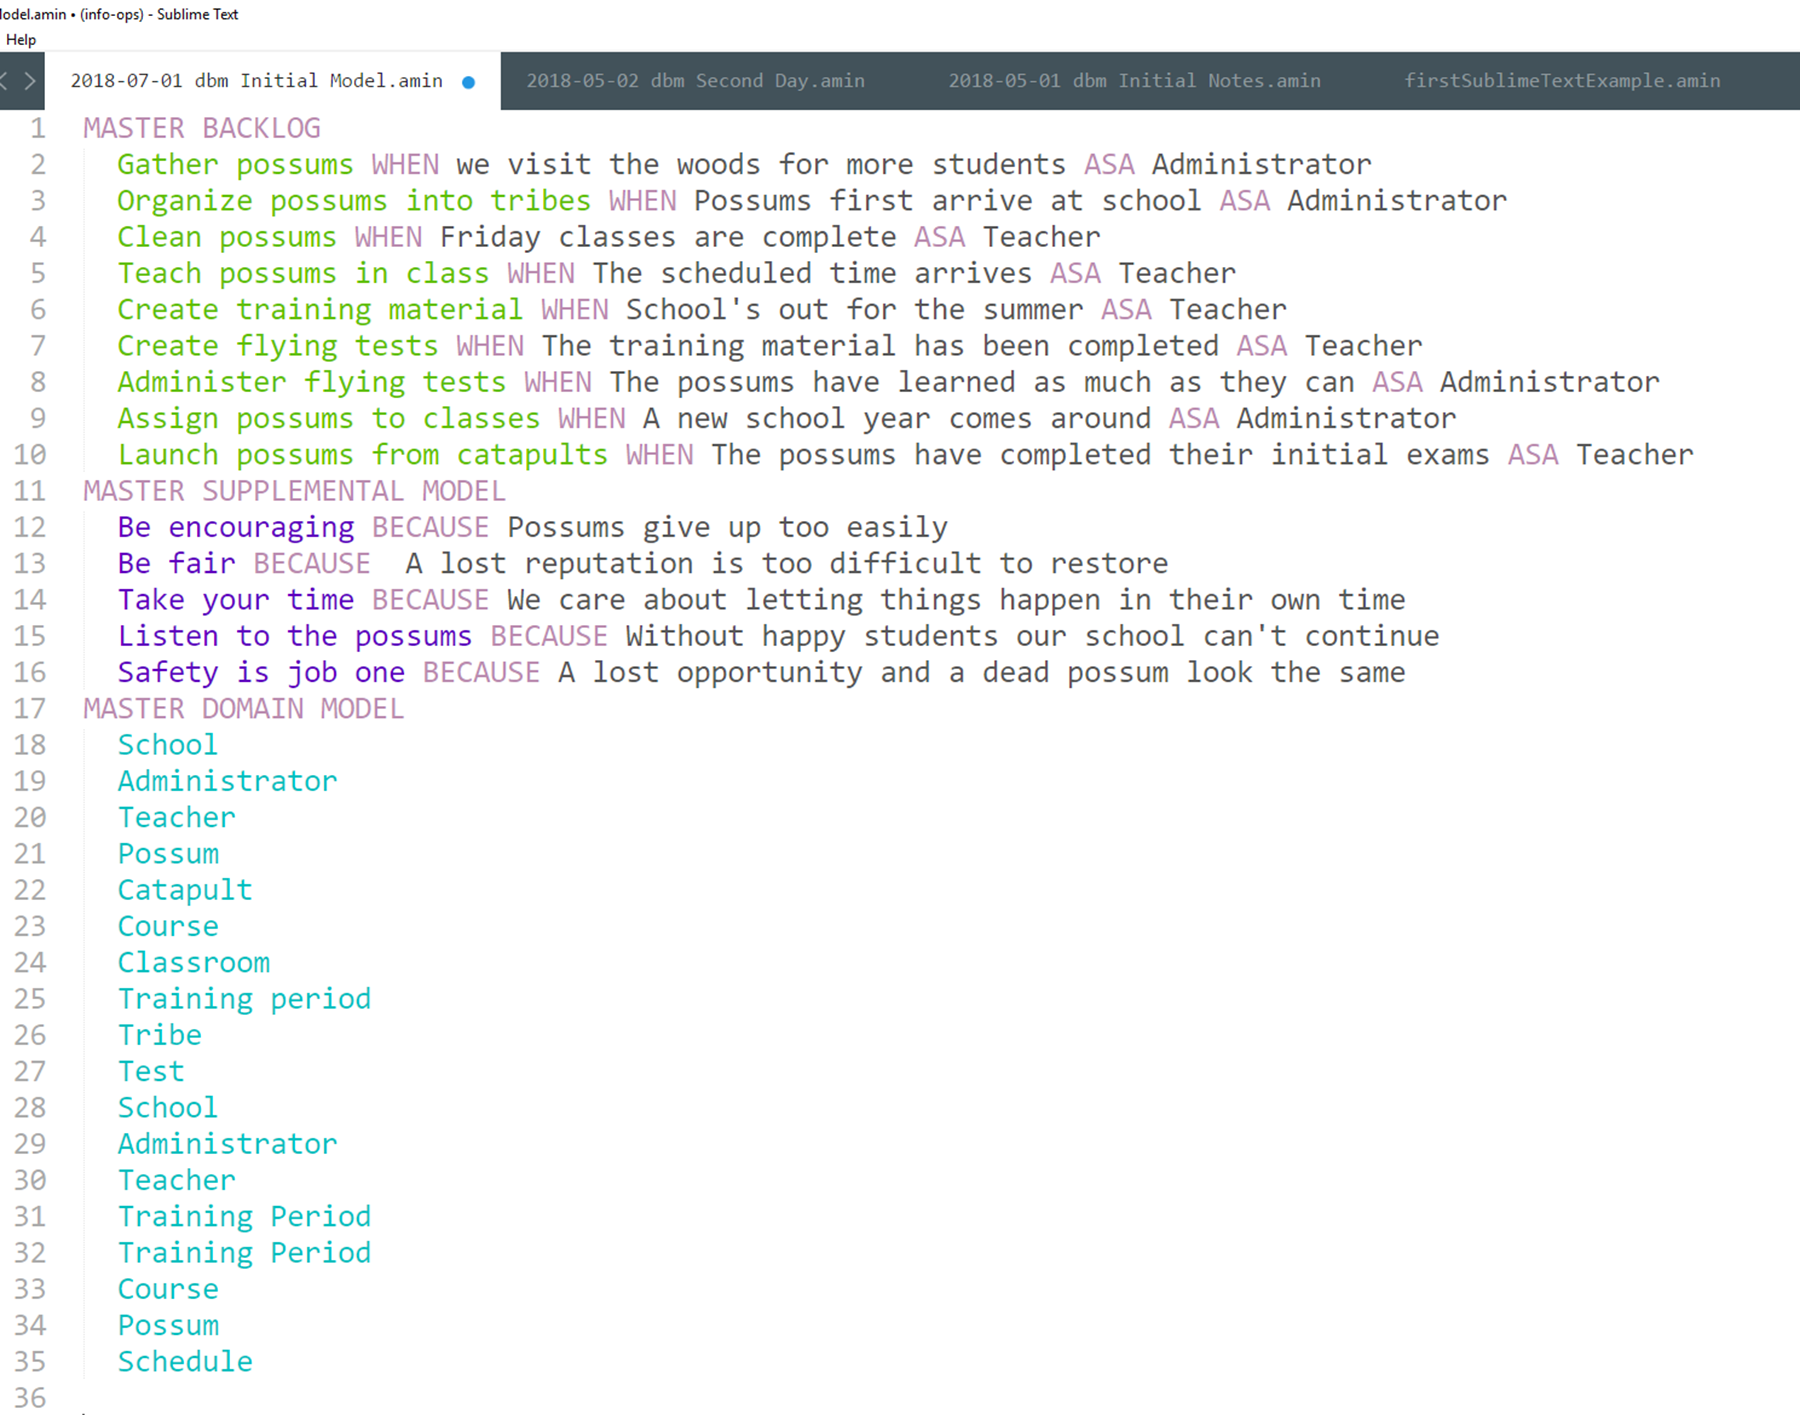 odel.amin • (info-ops) - Sublime Text
Help
2018-07-01 dbm Initial Model.amin 2018-05-02 dbm Second Day.amin 2018-05-01 dbm Initial Notes.amin firstSublimeTextExample.amin
1 MASTER BACKLOG
2 Gather possums WHEN we visit the woods for more students ASA Administrator
3 Organize possums into tribes WHEN Possums first arrive at school ASA Administrator
4 Clean possums WHEN Friday classes are complete ASA Teacher
5 Teach possums in class WHEN The scheduled time arrives ASA Teacher
6 Create training material WHEN School's out for the summer ASA Teacher
7 Create flying tests WHEN The training material has been completed ASA Teacher
8 Administer flying tests WHEN The possums have learned as much as they can ASA Administrator
9 Assign possums to classes WHEN A new school year comes around ASA Administrator
10 Launch possums from catapults WHEN The possums have completed their initial exams ASA Teacher
11 MASTER SUPPLEMENTAL MODEL
12 Be encouraging BECAUSE Possums give up too easily
13 Be fair BECAUSE  A lost reputation is too difficult to restore
14 Take your time BECAUSE We care about letting things happen in their own time
15 Listen to the possums BECAUSE Without happy students our school can't continue
16 Safety is job one BECAUSE A lost opportunity and a dead possum look the same
17 MASTER DOMAIN MODEL
18 School
19 Administrator
20 Teacher
21 Possum
22 Catapult
23 Course
24 Classroom
25 Training period
26 Tribe
27 Test
28 School
29 Administrator
30 Teacher
31 Training Period
32 Training Period
33 Course
34 Possum
35 Schedule
36